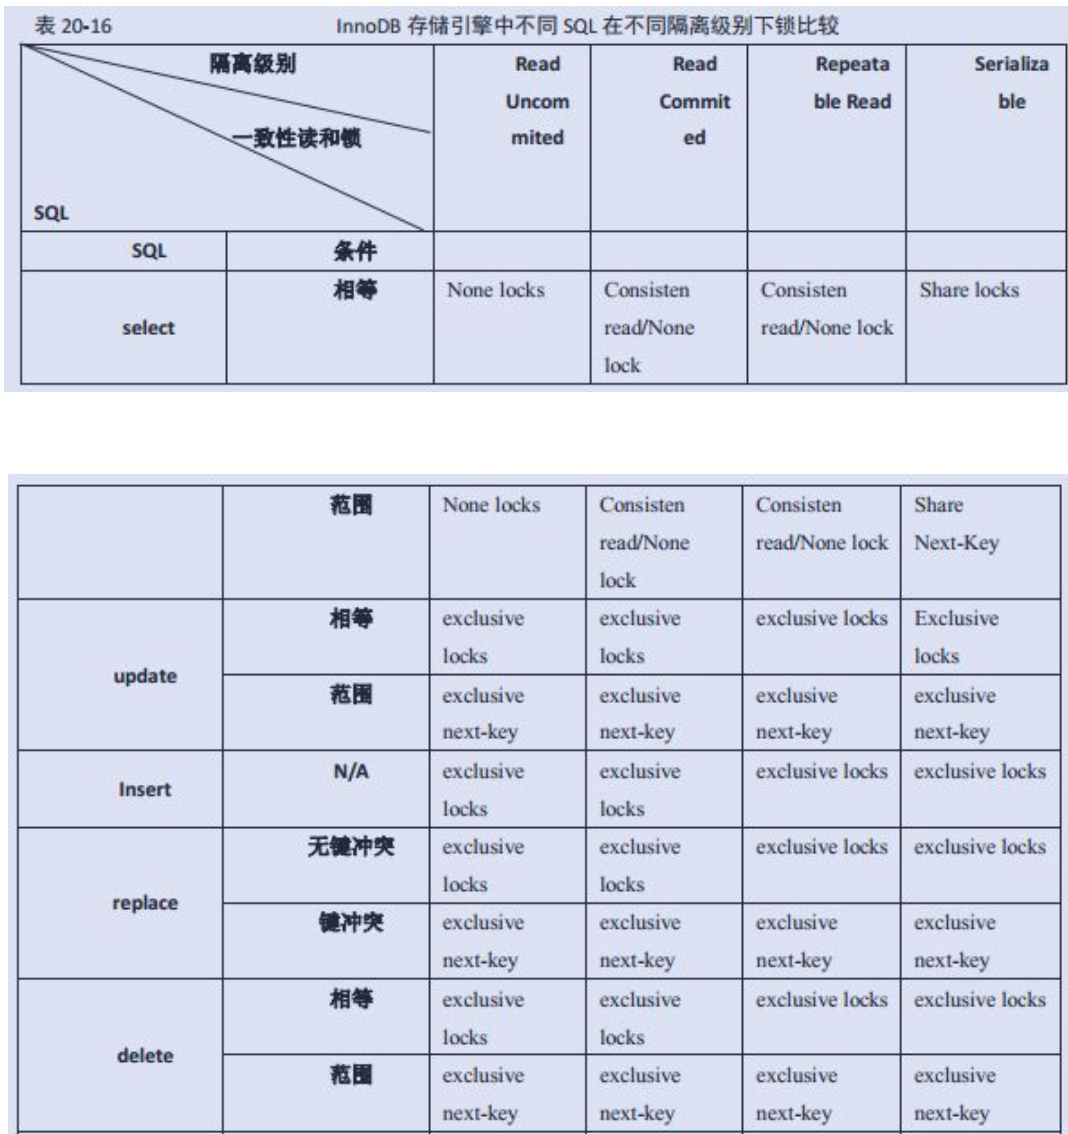 表 20-16 InnoDB 存储引擎中不同 SQL 在不同隔离级别下锁比较
隔离级别 Read Read Repeata Serializa
Uncom Commit ble Read ble
一致性读和锁 mited ed
SQL
SQL 条件
相等 None locks Consisten Consisten Share locks
select read/None read/None lock
lock
范围 None locks Consisten Consisten Share
read/None read/None lock Next-Key
lock
相等 exclusive exclusive exclusive locks Exclusive
locks locks locks
update
范围 exclusive exclusive exclusive exclusive
next-key next-key next-key next-key
N/A exclusive exclusive exclusive locks exclusive locks
Insert
locks locks
无键冲突 exclusive exclusive exclusive locks exclusive locks
locks locks
replace
键冲突 exclusive exclusive exclusive exclusive
next-key next-key next-key next-key
相等 exclusive exclusive exclusive locks exclusive locks
locks locks
delete
范围 exclusive exclusive exclusive exclusive
next-key next-key next-key next-key